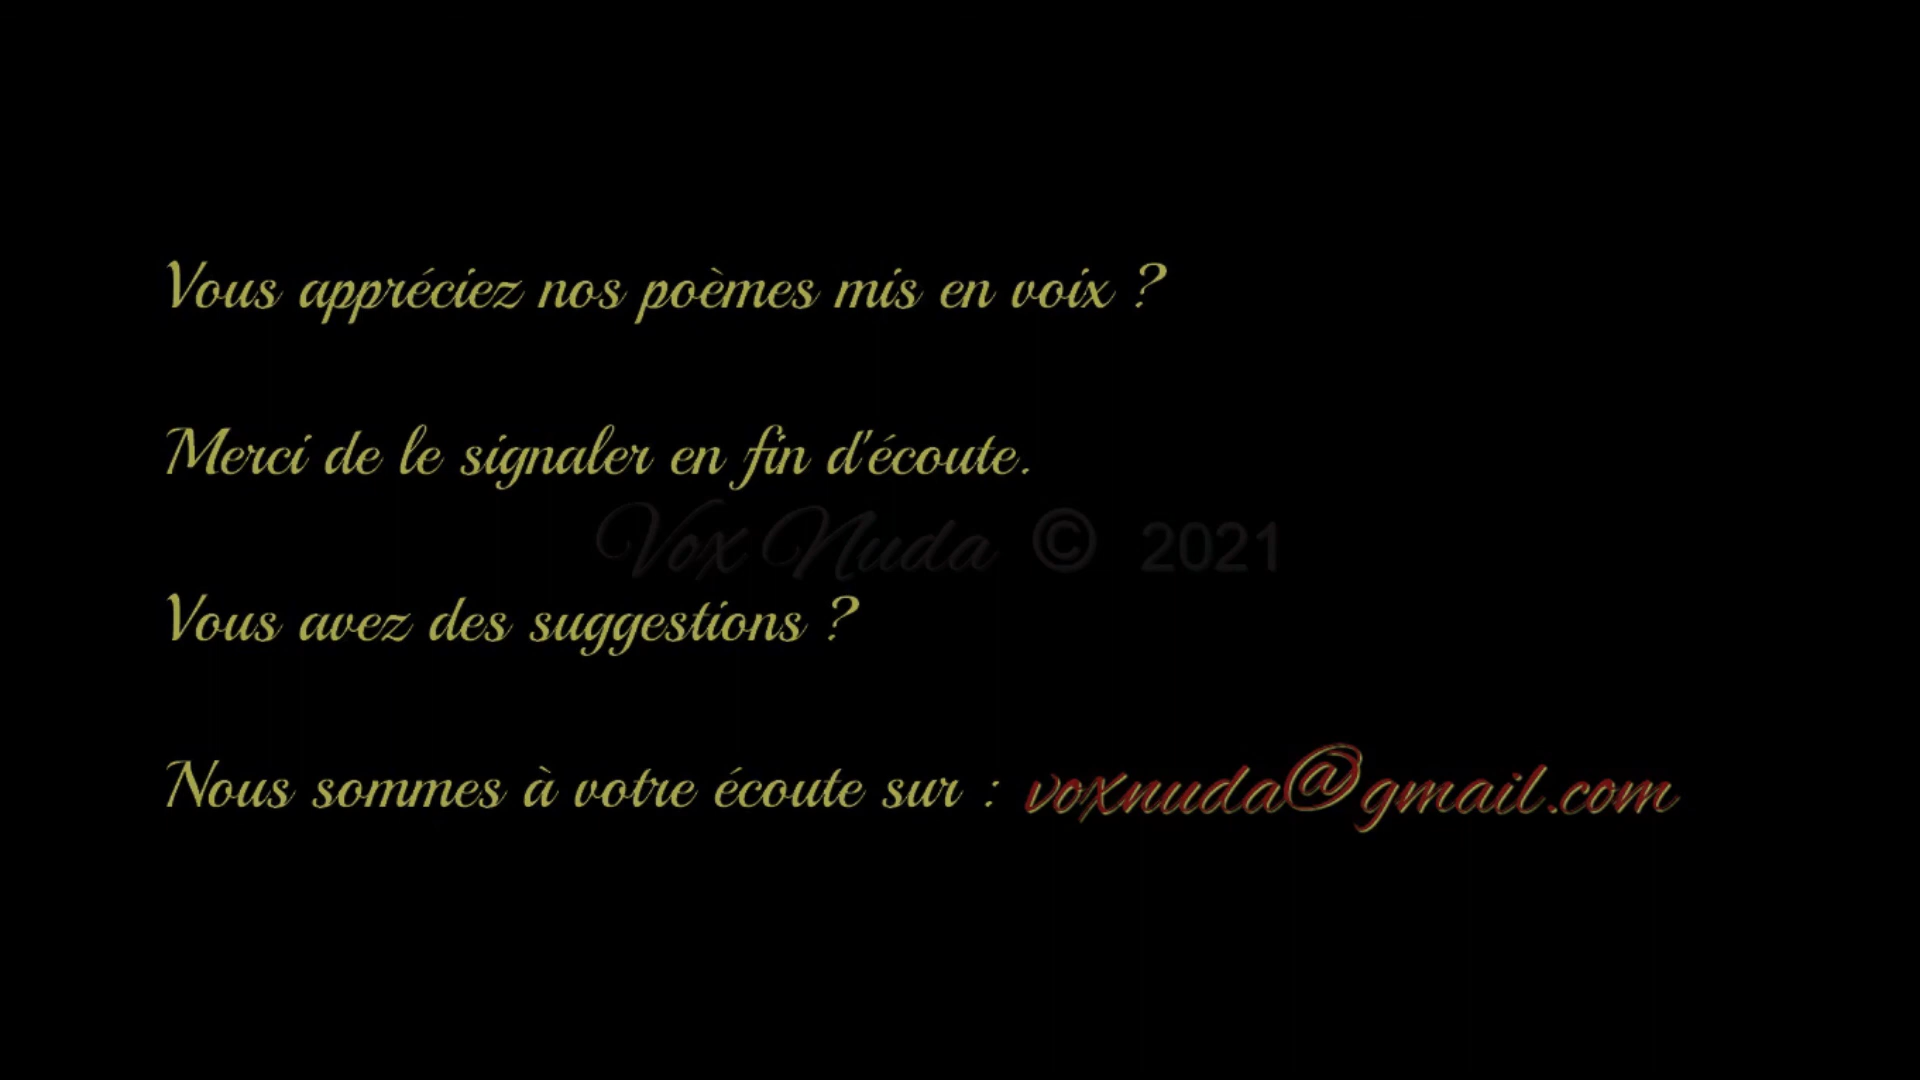 Vous appréciez nos poèmes mis en voix ?
Merci de le signaler en fin d'écoute.
Vox Nuda © 2021
Vous avez des suggestions ?
Nous sommes à votre écoute sur : voxnuda@gmail.com